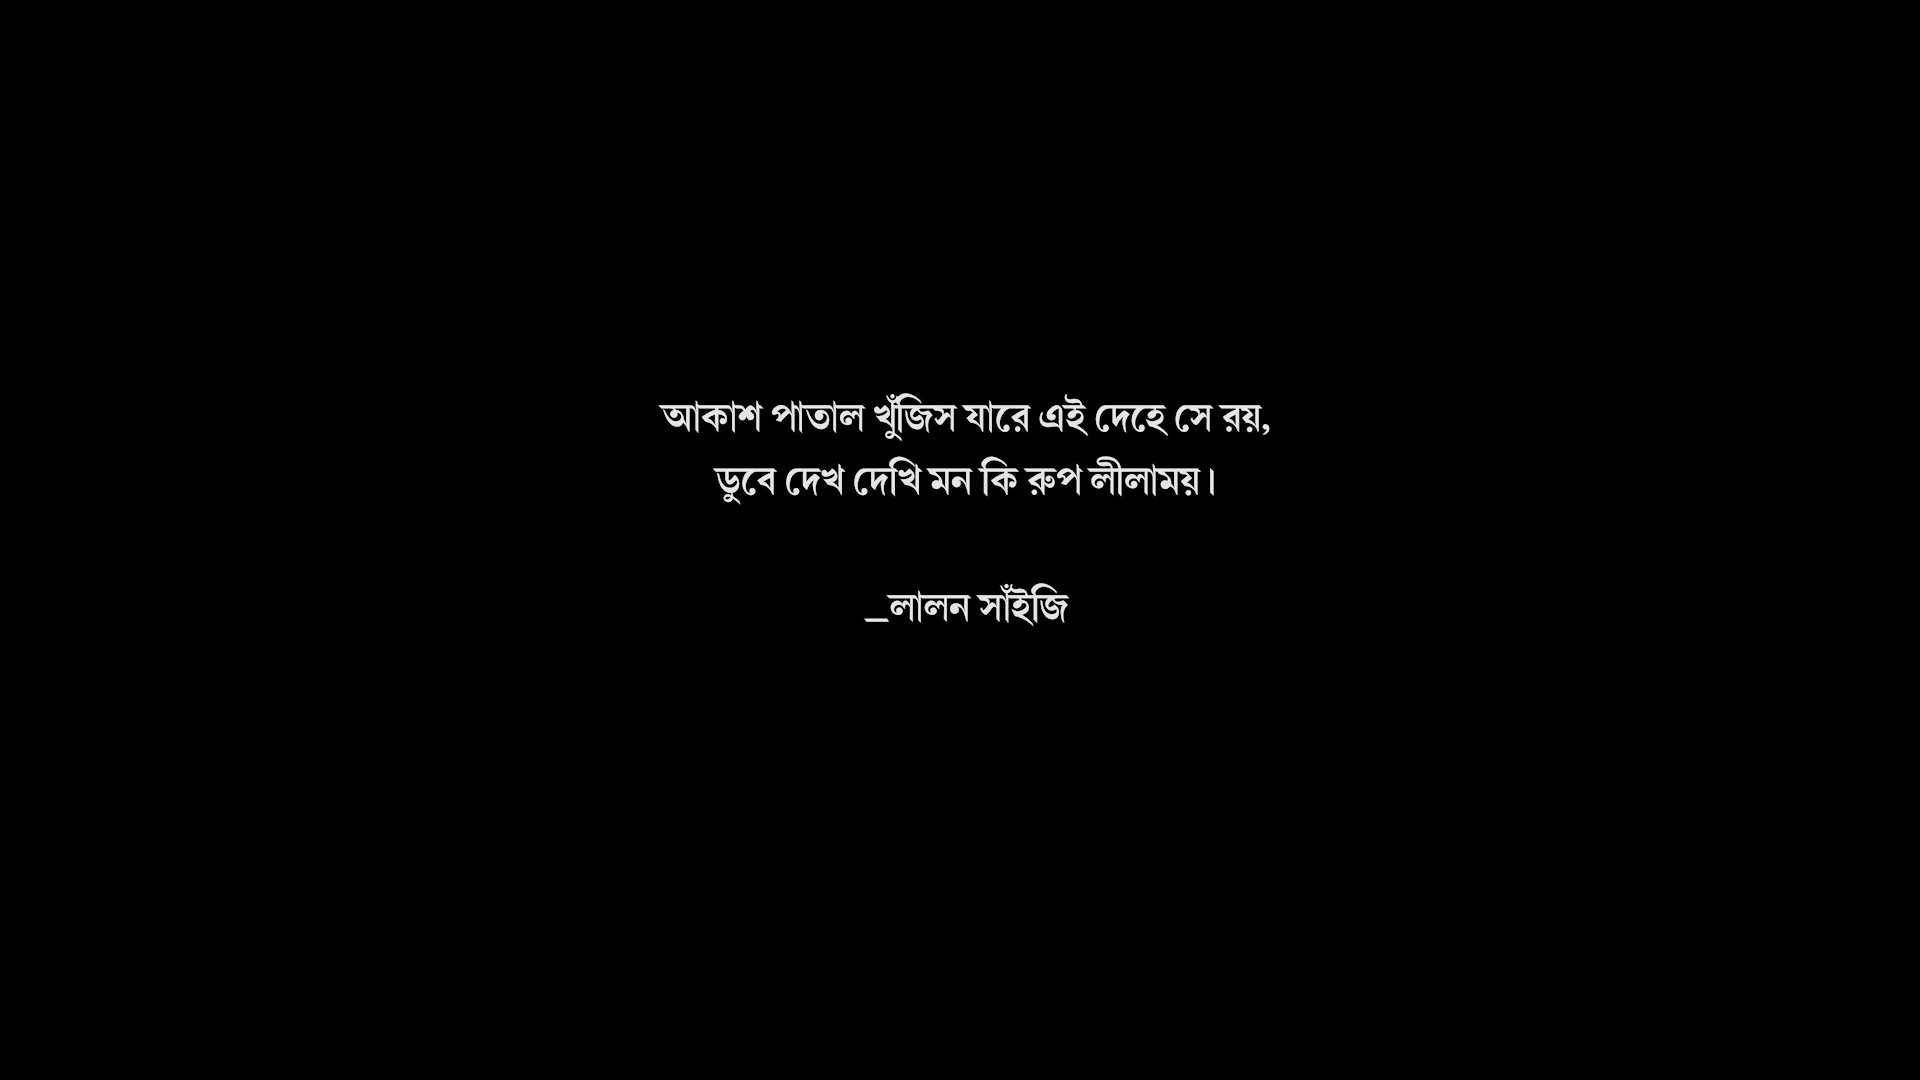 আকাশ পাতাল খুঁজিস যারে এই দেহে সে রয়,
ডুবে দেখ দেখি মন কি রুপ লীলাময়।
_লালন সাঁইজি